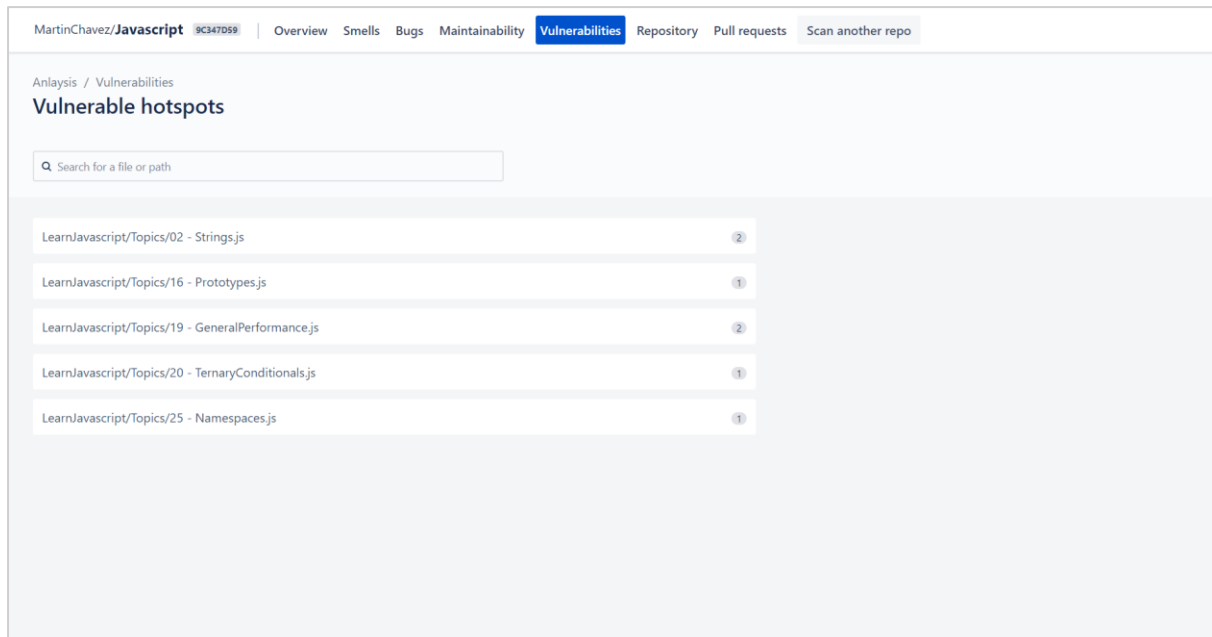 MartinChavez/Javascript 9C347D59 Overview Smells Bugs Maintainability Vulnerabilities Repository Pull requests Scan another repo
Anlaysis / Vulnerabilities
Vulnerable hotspots
Search for a file or path
LearnJavascript/Topics/02 - Strings.js 2
LearnJavascript/Topics/16 - Prototypes.js 1
LearnJavascript/Topics/19 - GeneralPerformance.js 2
LearnJavascript/Topics/20 - TernaryConditionals.js 1
LearnJavascript/Topics/25 - Namespaces.js 1